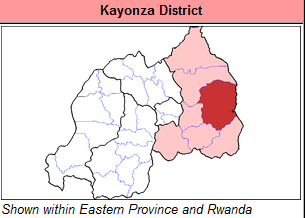 Kayonza District
Shown within Eastern Province and Rwanda